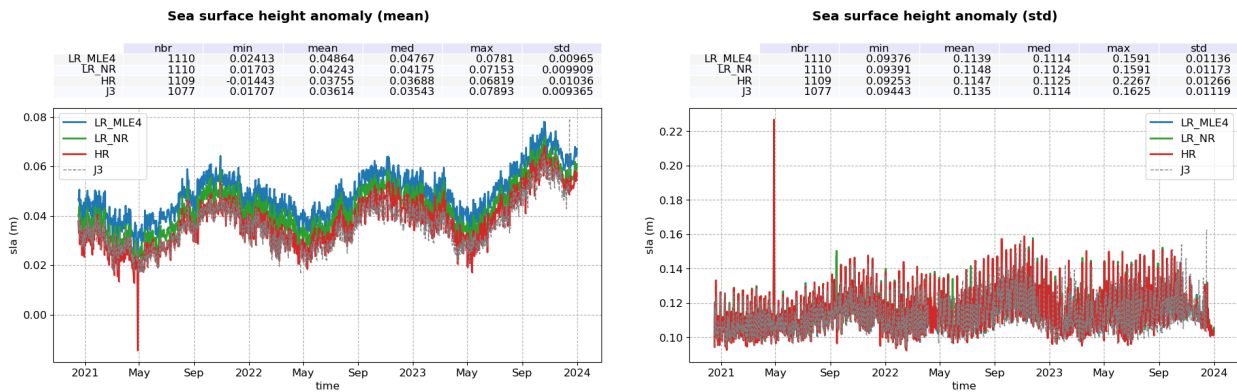 Sea surface height anomaly (mean)
nbr min mean med max std
LR_MLE4 1110 0.02413 0.04864 0.04767 0.0781 0.00965
LR_NR 1110 0.01703 0.04243 0.04175 0.07153 0.009909
HR 1109 -0.01443 0.03755 0.03688 0.06819 0.01036
J3 1077 0.01707 0.03614 0.03543 0.07893 0.009365
0.08
0.06
0.04
0.02
0.00
sla (m)
LR_MLE4
LR_NR
HR
J3
2021 May Sep 2022 May Sep 2023 May Sep 2024
time
Sea surface height anomaly (std)
nbr min mean med max std
LR_MLE4 1110 0.09376 0.1139 0.1114 0.1591 0.01136
LR_NR 1110 0.09391 0.1148 0.1124 0.1591 0.01173
HR 1109 0.09253 0.1147 0.1125 0.2267 0.01266
J3 1077 0.09443 0.1135 0.1114 0.1625 0.01119
0.22
0.20
0.18
0.16
0.14
0.12
0.10
sla (m)
LR_MLE4
LR_NR
HR
J3
2021 May Sep 2022 May Sep 2023 May Sep 2024
time